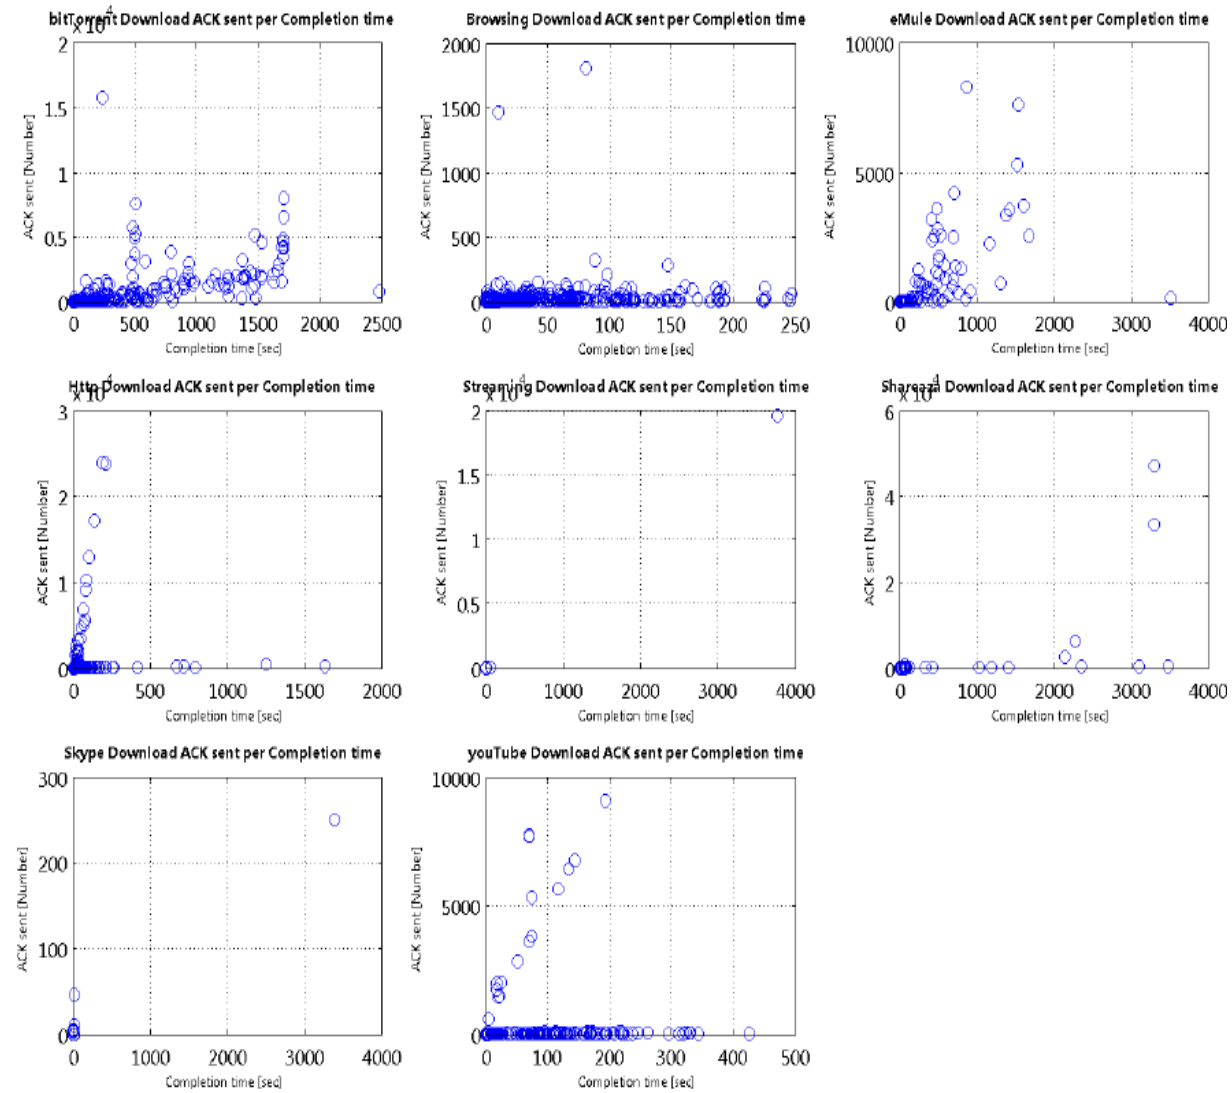 bitTorrent Download ACK sent per Completion time
x 10^4
ACK sent [Number]
2
1.5
1
0.5
0
0 500 1000 1500 2000 2500
Completion time [sec]
Browsing Download ACK sent per Completion time
ACK sent [Number]
2000
1500
1000
500
0
0 50 100 150 200 250
Completion time [sec]
eMule Download ACK sent per Completion time
ACK sent [Number]
10000
5000
0
0 1000 2000 3000 4000
Completion time [sec]
Http Download ACK sent per Completion time
x 10^4
ACK sent [Number]
3
2
1
0
0 500 1000 1500 2000
Completion time [sec]
Streaming Download ACK sent per Completion time
x 10^4
ACK sent [Number]
2
1.5
1
0.5
0
0 1000 2000 3000 4000
Completion time [sec]
Shareaza Download ACK sent per Completion time
x 10^4
ACK sent [Number]
6
4
2
0
0 1000 2000 3000 4000
Completion time [sec]
Skype Download ACK sent per Completion time
ACK sent [Number]
300
200
100
0
0 1000 2000 3000 4000
Completion time [sec]
youTube Download ACK sent per Completion time
ACK sent [Number]
10000
5000
0
0 100 200 300 400 500
Completion time [sec]